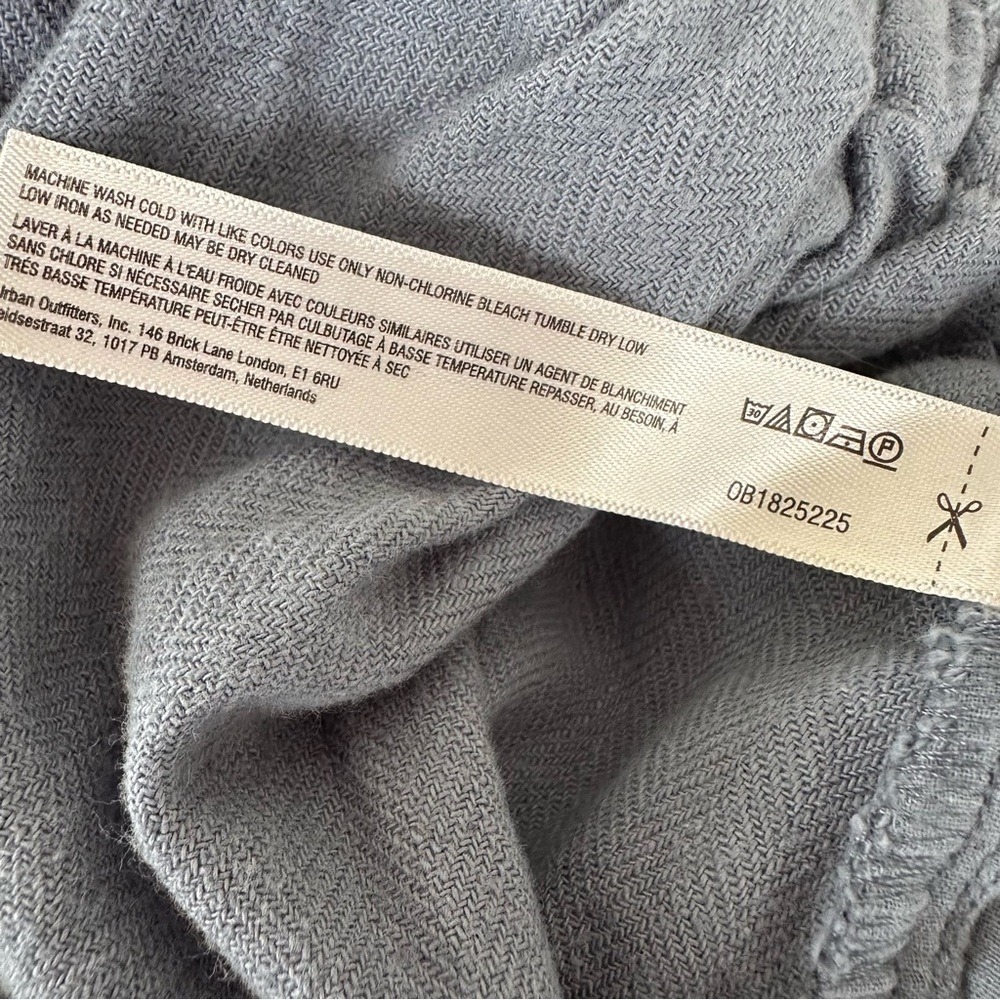 MACHINE WASH COLD WITH LIKE COLORS USE ONLY NON-CHLORINE BLEACH TUMBLE DRY LOW
LOW IRON AS NEEDED MAY BE DRY CLEANED
LAVER À LA MACHINE À L'EAU FROIDE AVEC COULEURS SIMILAIRES UTILISER UN AGENT DE BLANCHIMENT
SANS CHLORE SI NÉCESSAIRE SECHER PAR CULBUTAGE À BASSE TEMPERATURE REPASSER, AU BESOIN, À
TRÉS BASSE TEMPÉRATURE PEUT-ÊTRE ÊTRE NETTOYÉE À SEC
Urban Outfitters, Inc. 146 Brick Lane London, E1 6RU
32, 1017 PB Amsterdam, Netherlands
30
P
OB1825225